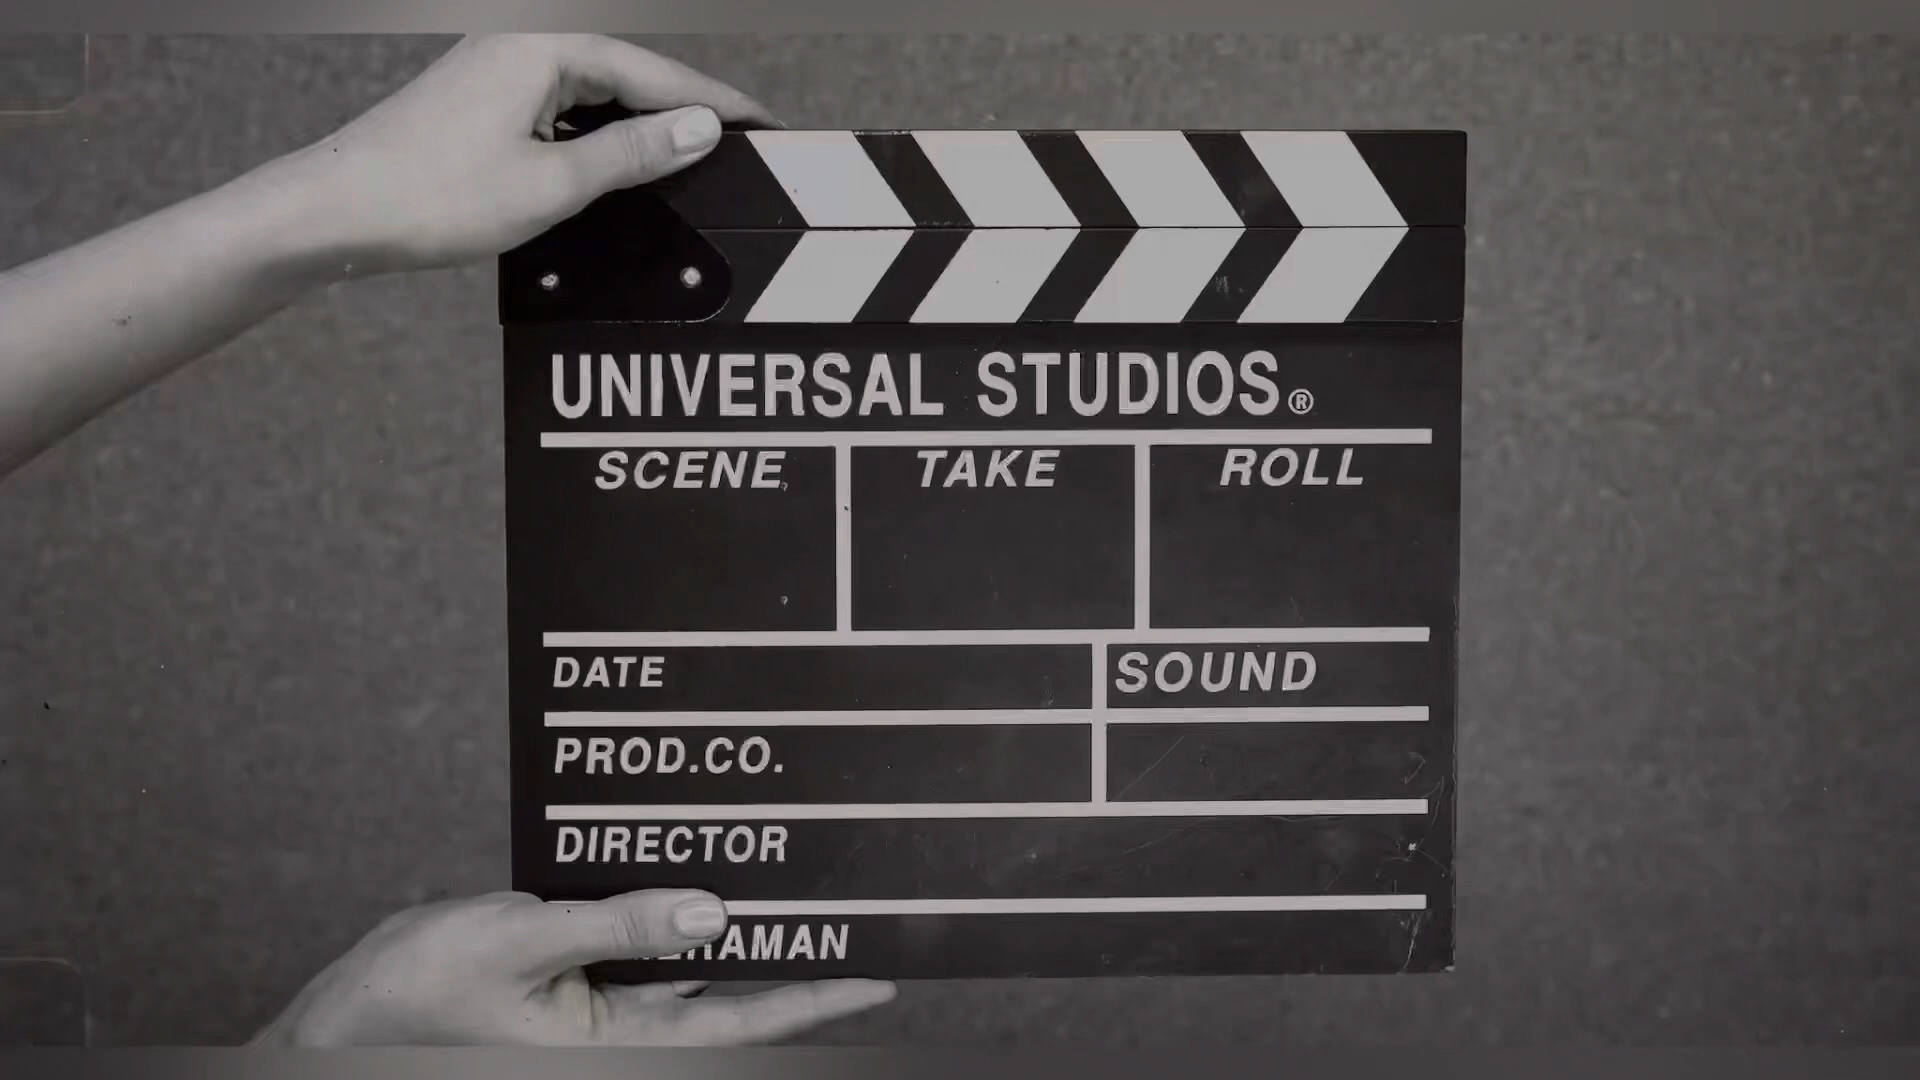 UNIVERSAL STUDIOS®
SCENE TAKE ROLL
DATE SOUND
PROD.CO.
DIRECTOR